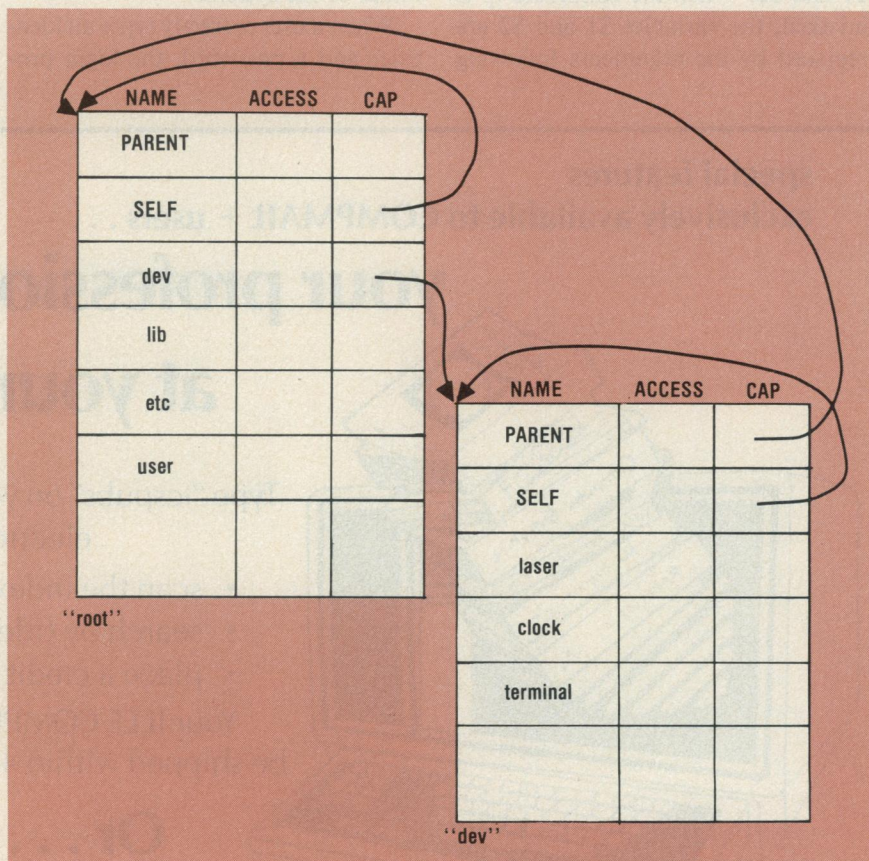 NAME ACCESS CAP
PARENT
SELF
dev
lib
etc
user
"root"
NAME ACCESS CAP
PARENT
SELF
laser
clock
terminal
"dev"